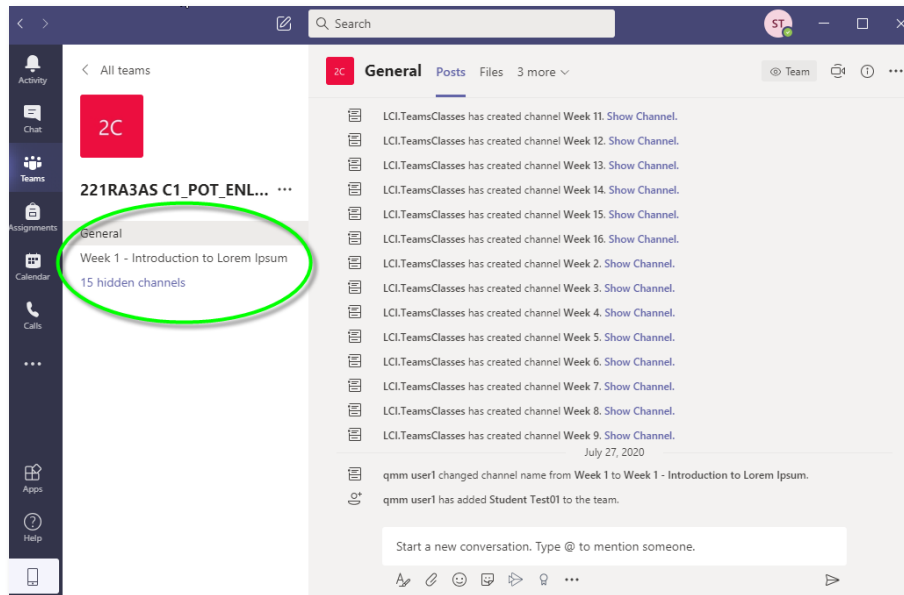 Search
ST
Activity
Chat
Teams
Assignments
Calendar
Calls
Apps
Help
All teams
2C
221RA3AS C1_POT_ENL...
General
Week 1 - Introduction to Lorem Ipsum
15 hidden channels
2C General Posts Files 3 more Team
LCI.TeamsClasses has created channel Week 11. Show Channel.
LCI.TeamsClasses has created channel Week 12. Show Channel.
LCI.TeamsClasses has created channel Week 13. Show Channel.
LCI.TeamsClasses has created channel Week 14. Show Channel.
LCI.TeamsClasses has created channel Week 15. Show Channel.
LCI.TeamsClasses has created channel Week 16. Show Channel.
LCI.TeamsClasses has created channel Week 2. Show Channel.
LCI.TeamsClasses has created channel Week 3. Show Channel.
LCI.TeamsClasses has created channel Week 4. Show Channel.
LCI.TeamsClasses has created channel Week 5. Show Channel.
LCI.TeamsClasses has created channel Week 6. Show Channel.
LCI.TeamsClasses has created channel Week 7. Show Channel.
LCI.TeamsClasses has created channel Week 8. Show Channel.
LCI.TeamsClasses has created channel Week 9. Show Channel.
July 27, 2020
qmm user1 changed channel name from Week 1 to Week 1 - Introduction to Lorem Ipsum.
qmm user1 has added Student Test01 to the team.
Start a new conversation. Type @ to mention someone.